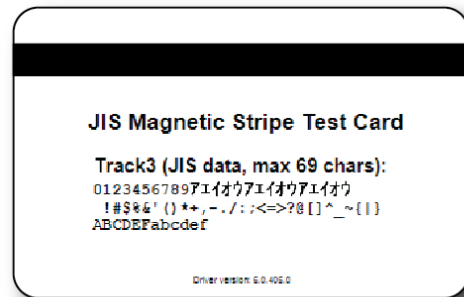 JIS Magnetic Stripe Test Card
Track3 (JIS data, max 69 chars):
0123456789アエイオウアエイオウアエイオウ
!#$%&'()*+,-./:;<=>?@[]^_~{|}
ABCDEFabcdef
Driver version: 6.0.405.0